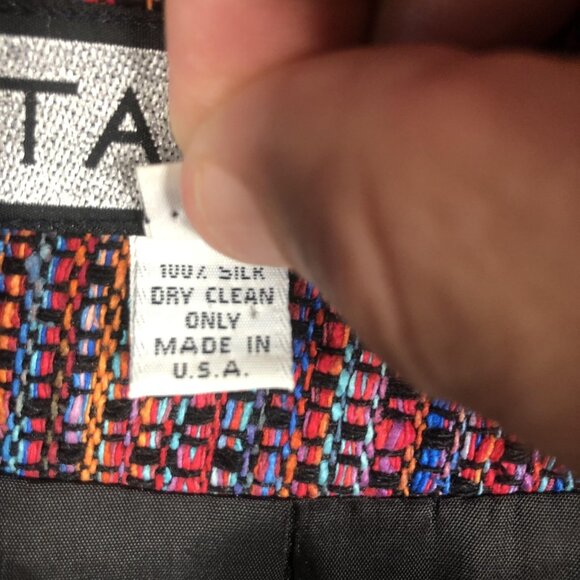 TA
100% SILK
DRY CLEAN
ONLY
MADE IN
U.S.A.